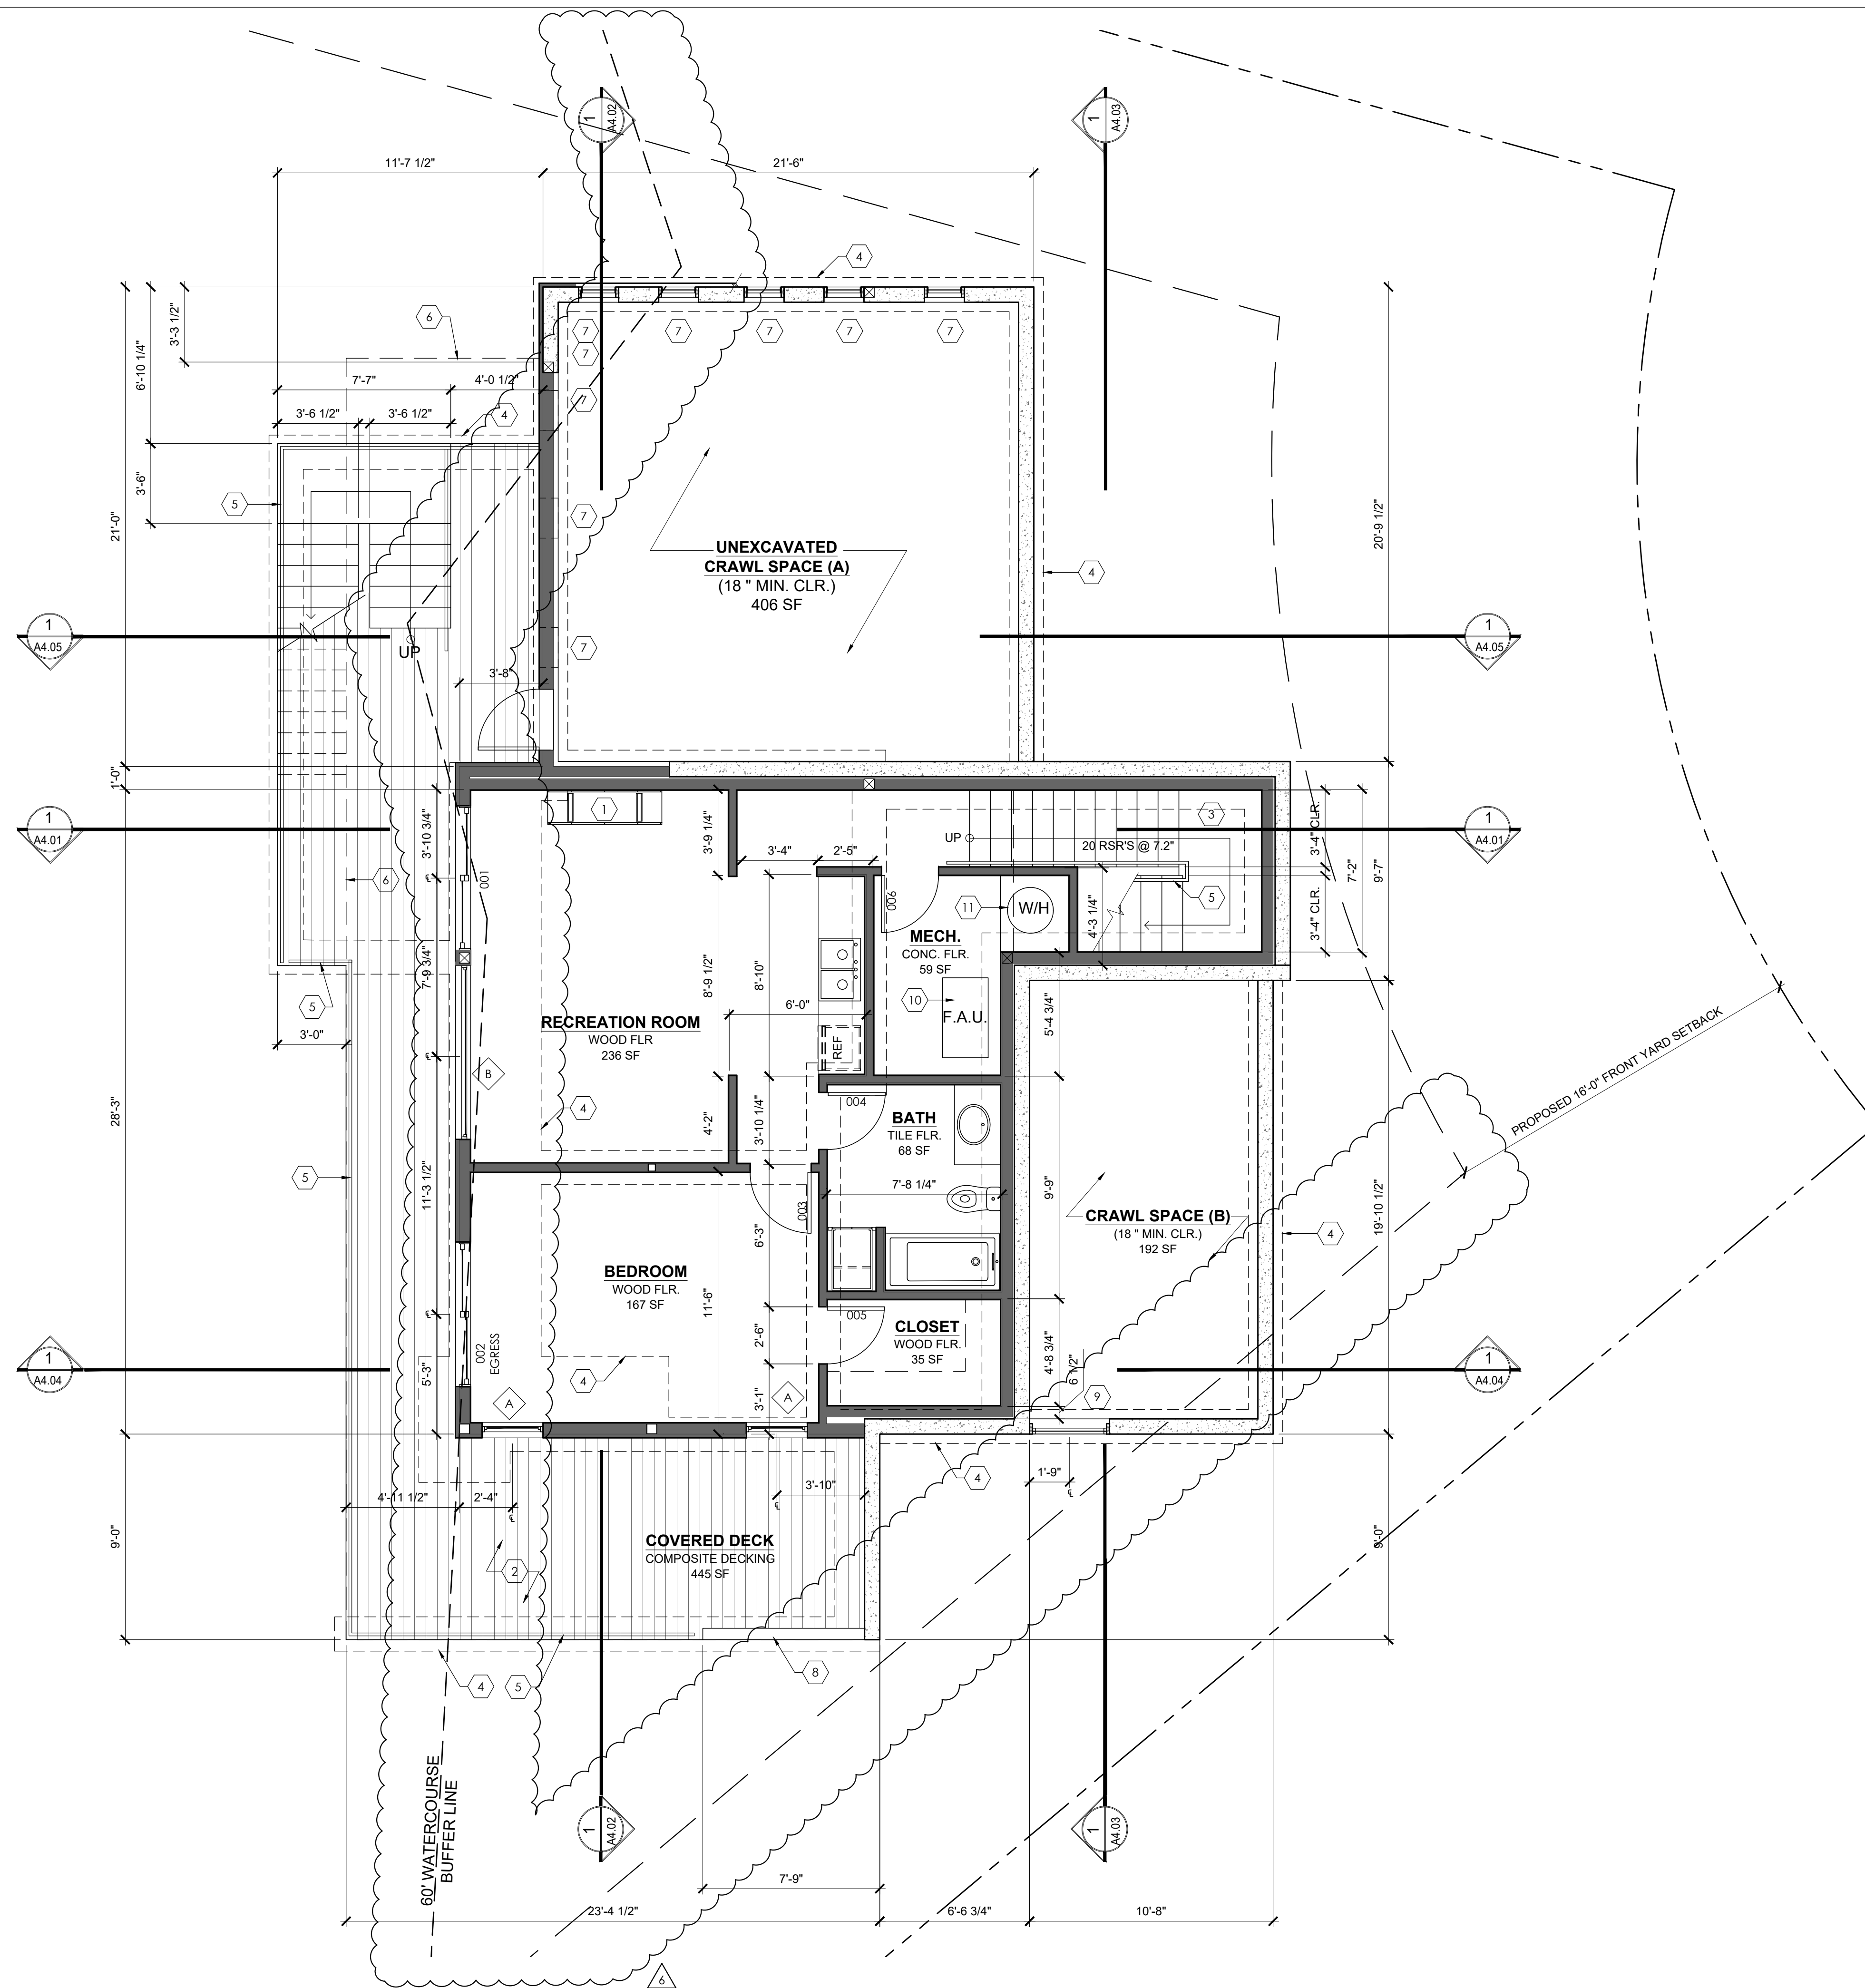 1
A4.02
1
A4.03
11'-7 1/2"
21'-6"
4
3'-3 1/2"
6'-10 1/4"
6
7
7
7
7
7
7
7'-7"
4'-0 1/2"
7
3'-6 1/2"
3'-6 1/2"
4
3'-6"
5
21'-0"
20'-9 1/2"
7
UNEXCAVATED
CRAWL SPACE (A)
(18 " MIN. CLR.)
406 SF
4
1
A4.05
UP
7
3'-8"
1
A4.05
1'-0"
1
A4.01
3'-10 3/4"
1
3'-9 1/4"
3'-4"
2'-5"
UP
20 RSR'S @ 7.2"
3
3'-4" CLR.
7'-2"
9'-7"
1
A4.01
6
001
006
11
W/H
4'-3 1/4"
5
3'-4" CLR.
MECH.
CONC. FLR.
59 SF
7'-9 3/4"
8'-9 1/2"
8'-10"
6'-0"
10
F.A.U.
5'-4 3/4"
5
3'-0"
RECREATION ROOM
WOOD FLR
236 SF
REF
PROPOSED 16'-0" FRONT YARD SETBACK
B
4
28'-3"
4'-2"
3'-10 1/4"
004
BATH
TILE FLR.
68 SF
5
11'-3 1/2"
7'-8 1/4"
9'-9"
003
6'-3"
CRAWL SPACE (B)
(18 " MIN. CLR.)
192 SF
4
19'-10 1/2"
BEDROOM
WOOD FLR.
167 SF
11'-6"
005
CLOSET
WOOD FLR.
35 SF
2'-6"
4'-8 3/4"
6 1/2"
1
A4.04
5'-3"
002
EGRESS
4
1
A4.04
A
A
3'-1"
9
4
1'-9"
4'-11 1/2"
2'-4"
3'-10"
9'-0"
9'-0"
COVERED DECK
COMPOSITE DECKING
445 SF
2
4
5
8
60' WATERCOURSE
BUFFER LINE
1
A4.02
1
A4.03
7'-9"
23'-4 1/2"
6'-6 3/4"
10'-8"
6